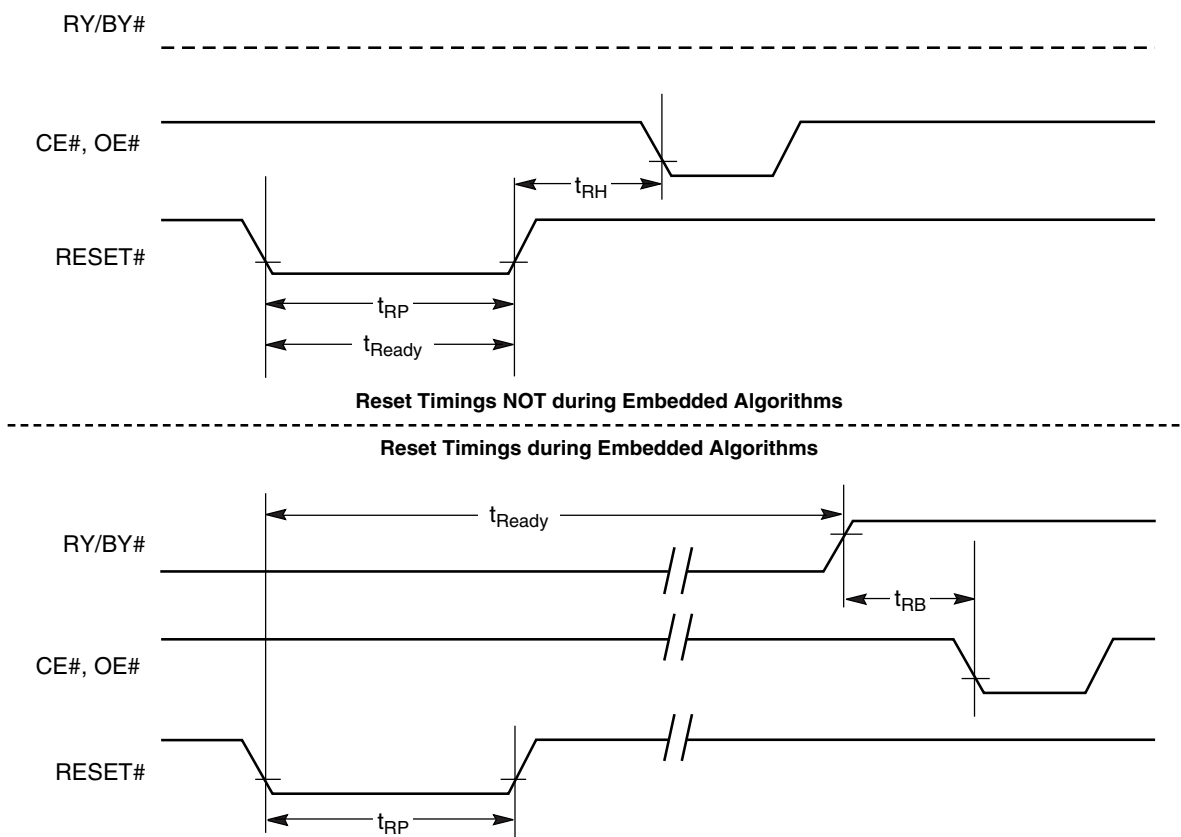 RY/BY#
CE#, OE#
tRH
RESET#
tRP
tReady
Reset Timings NOT during Embedded Algorithms
Reset Timings during Embedded Algorithms
tReady
RY/BY#
tRB
CE#, OE#
RESET#
tRP